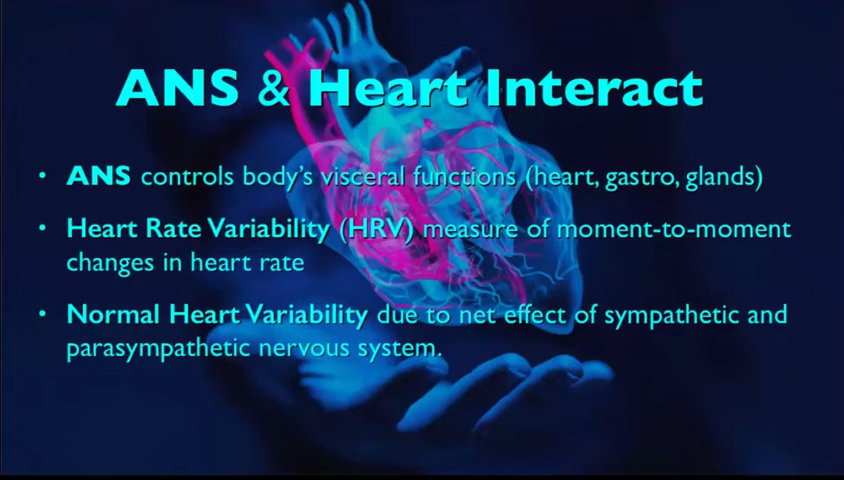 ANS & Heart Interact
• ANS controls body's visceral functions (heart, gastro, glands)
• Heart Rate Variability (HRV) measure of moment-to-moment
changes in heart rate
• Normal Heart Variability due to net effect of sympathetic and
parasympathetic nervous system.